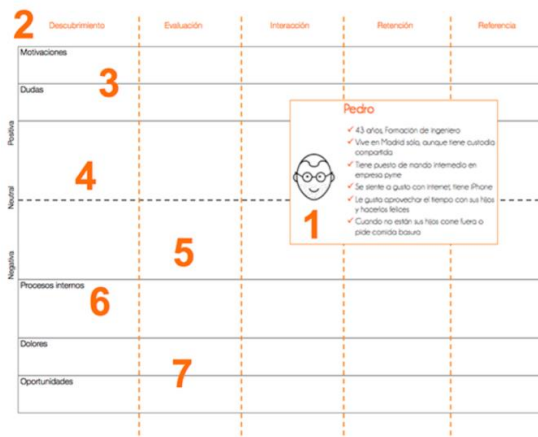 2 Descubrimiento Evaluación Interacción Retención Referencia
Motivaciones
3
Dudas
Positiva
4
Neutral
Negativa
5
Pedro
✓ 43 años, Formación de Ingeniero
✓ Vive en Madrid sólo, aunque tiene custodia
compartida
✓ Tiene puesto de mando intermedio en
empresa pyme
✓ Se siente a gusto con Internet, tiene iPhone
✓ Le gusta aprovechar el tiempo con sus hijos
y hacerlos felices
✓ Cuando no están sus hijos come fuera o
pide comida basura
1
Procesos internos
6
Dolores
7
Oportunidades